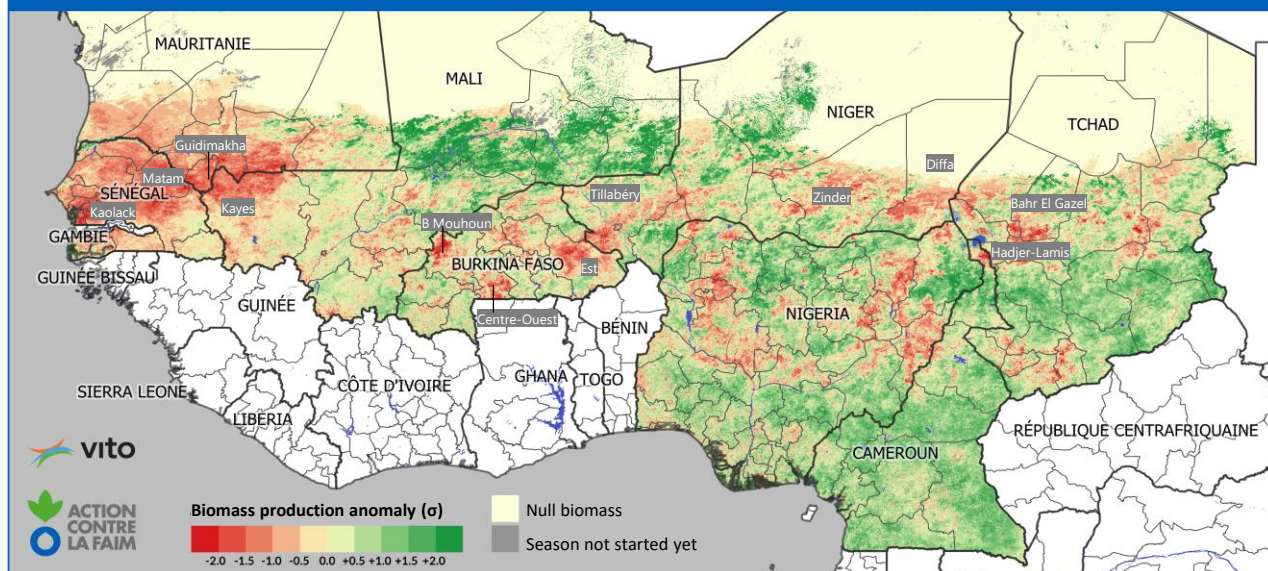 MAURITANIE
MALI
NIGER
TCHAD
Guidimakha
Diffa
Matam
SÉNÉGAL
Kayes
Tillabéry
Zinder
Bahr El Gazel
Kaolack
GAMBIE
B Mouhoun
BURKINA FASO
Est
Hadjer-Lamis
GUINÉE BISSAU
GUINÉE
Centre-Ouest
BÉNIN
NIGERIA
SIERRA LEONE
CÔTE D'IVOIRE
GHANA
TOGO
LIBÉRIA
RÉPUBLIQUE CENTRAFRIQUAINE
CAMEROUN
vito
ACTION
CONTRE
LA FAIM
Biomass production anomaly (σ)
-2.0 -1.5 -1.0 -0.5 0.0 +0.5 +1.0 +1.5 +2.0
Null biomass
Season not started yet